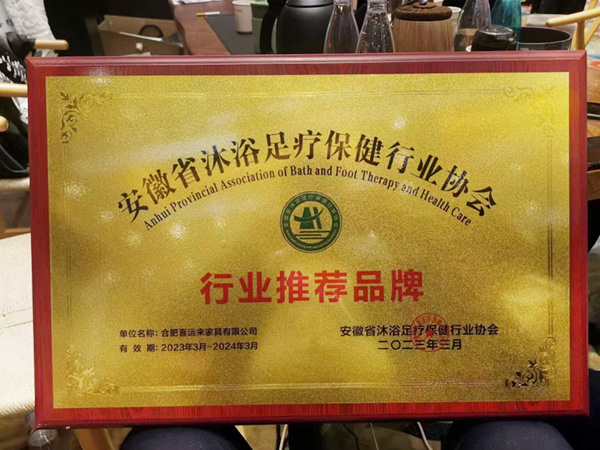 安徽省沐浴足疗保健行业协会
Anhui Provincial Association of Bath and Foot Therapy and Health Care
行业推荐品牌
单位名称: 合肥喜运来家具有限公司
有 效 期: 2023年3月-2024年3月
安徽省沐浴足疗保健行业协会
二〇二三年三月